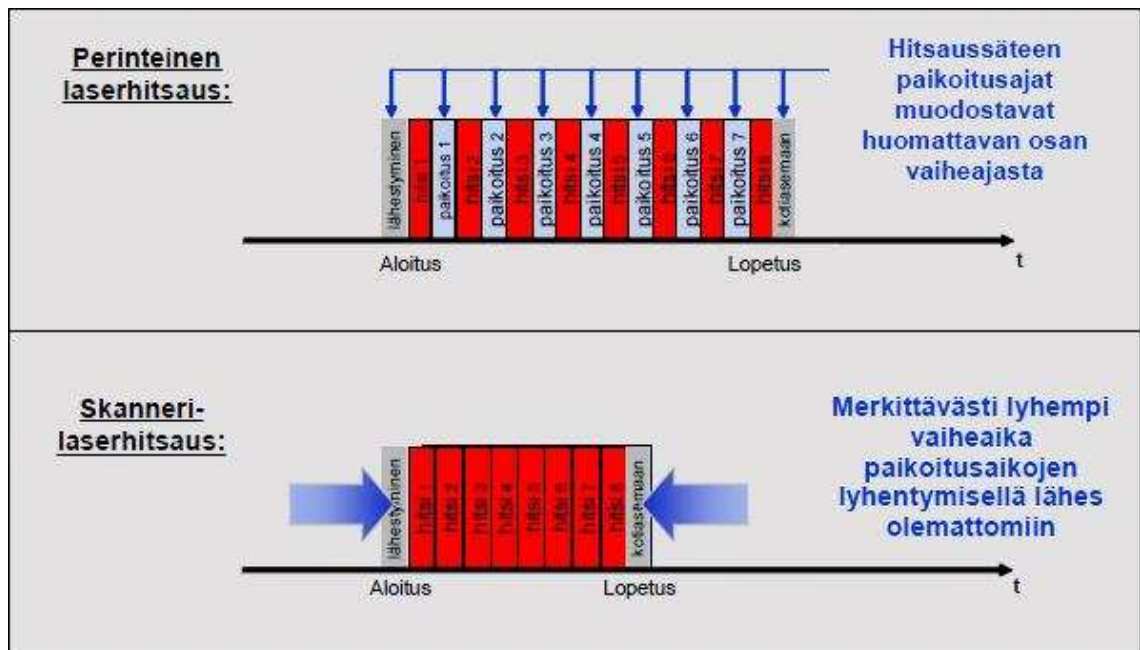 Perinteinen
laserhitsaus:
Hitsaussäteen
paikoitusajat
muodostavat
huomattavan osan
vaiheajasta
lähestyminen
hitsi 1
paikoitus 1
hitsi 2
paikoitus 2
hitsi 3
paikoitus 3
hitsi 4
paikoitus 4
hitsi 5
paikoitus 5
hitsi 6
paikoitus 6
hitsi 7
paikoitus 7
hitsi 8
kotiasemaan
Aloitus
Lopetus
t
Skanneri-
laserhitsaus:
Merkittävästi lyhempi
vaiheaika
paikoitusaikojen
lyhentymisellä lähes
olemattomiin
lähestyminen
hitsi 1
hitsi 2
hitsi 3
hitsi 4
hitsi 5
hitsi 6
hitsi 7
hitsi 8
kotiasemaan
Aloitus
Lopetus
t